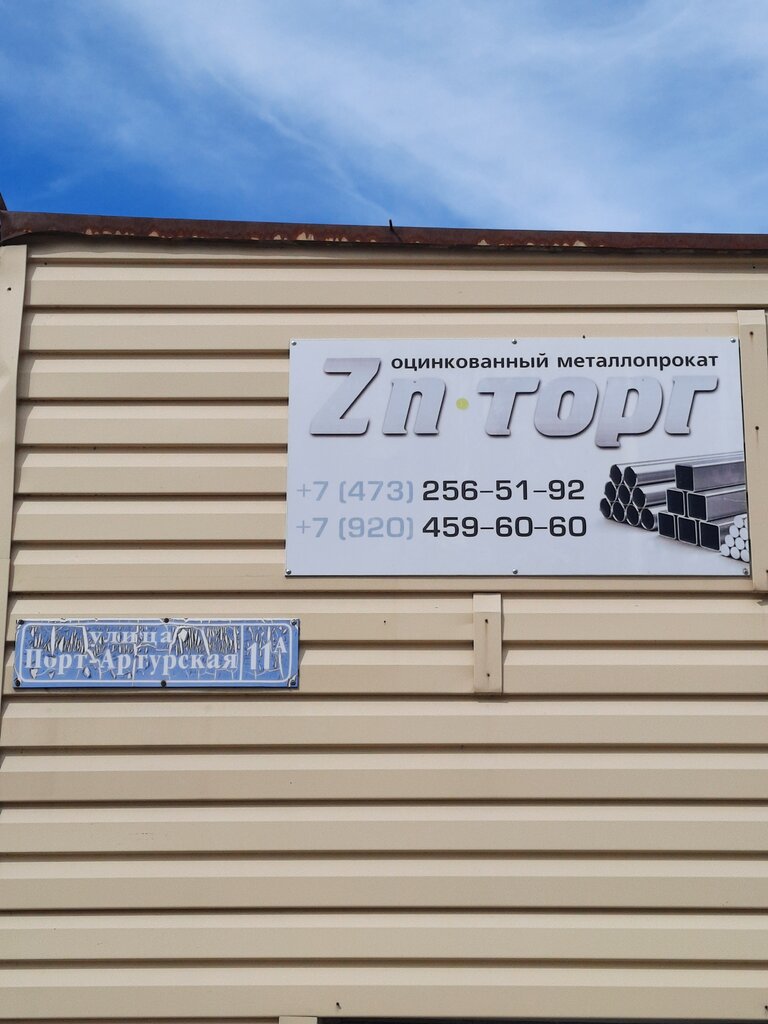 оцинкованный металлопрокат
Zn·торг
+7 (473) 256-51-92
+7 (920) 459-60-60
улица
Порт-Артурская 11А